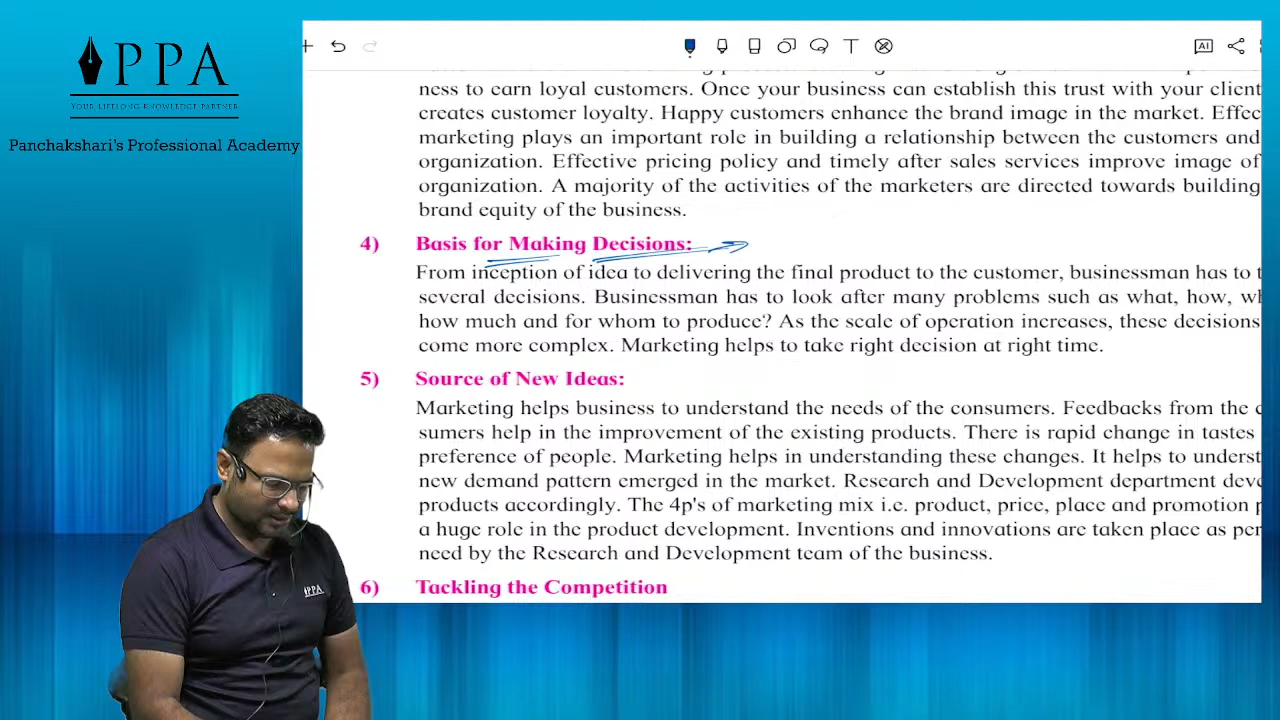 PPA
YOUR LIFELONG KNOWLEDGE PARTNER
Panchakshari's Professional Academy
AI
ness to earn loyal customers. Once your business can establish this trust with your client
creates customer loyalty. Happy customers enhance the brand image in the market. Effec
marketing plays an important role in building a relationship between the customers and
organization. Effective pricing policy and timely after sales services improve image of
organization. A majority of the activities of the marketers are directed towards building
brand equity of the business.
4) Basis for Making Decisions:
From inception of idea to delivering the final product to the customer, businessman has to
several decisions. Businessman has to look after many problems such as what, how,
how much and for whom to produce? As the scale of operation increases, these decisions
come more complex. Marketing helps to take right decision at right time.
5) Source of New Ideas:
Marketing helps business to understand the needs of the consumers. Feedbacks from the
sumers help in the improvement of the existing products. There is rapid change in tastes
preference of people. Marketing helps in understanding these changes. It helps to underst
new demand pattern emerged in the market. Research and Development department deve
products accordingly. The 4p's of marketing mix i.e. product, price, place and promotion
a huge role in the product development. Inventions and innovations are taken place as per
need by the Research and Development team of the business.
6) Tackling the Competition
PPA